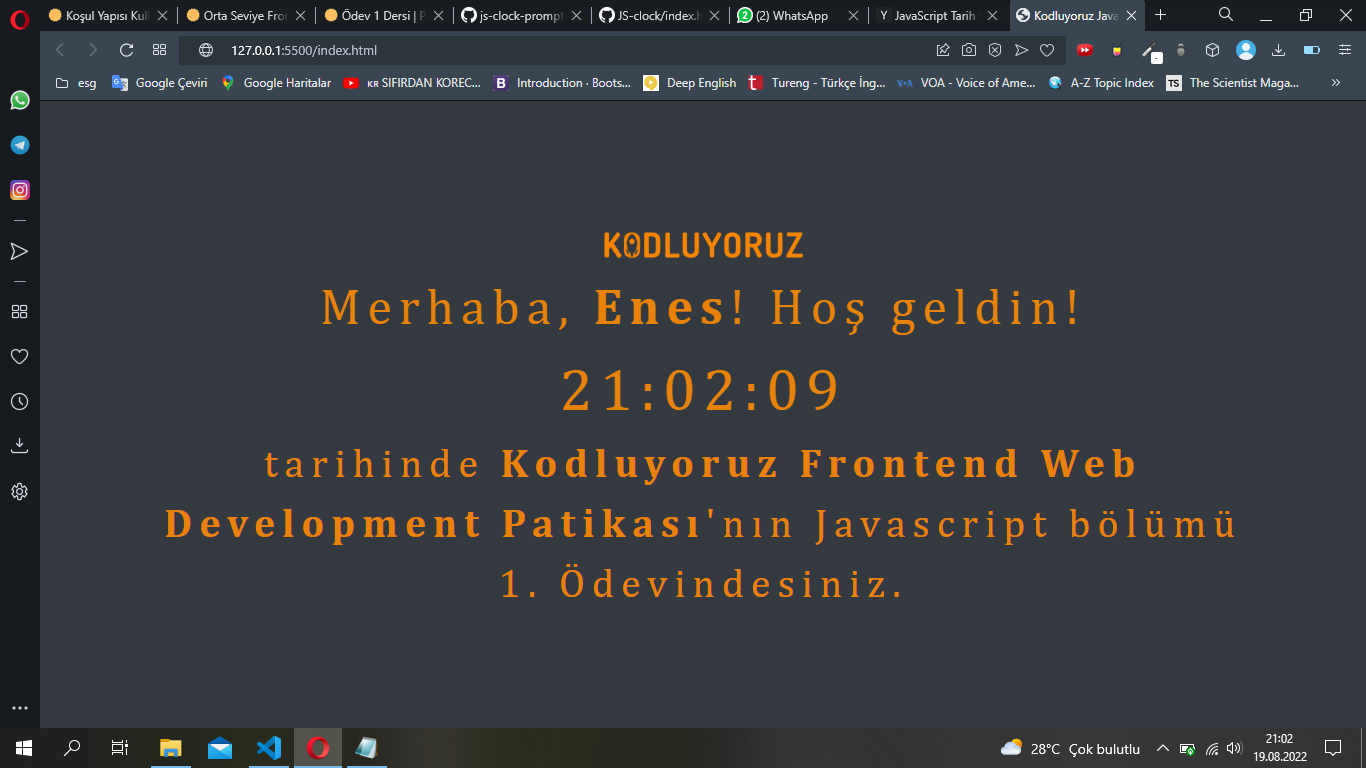 Koşul Yapısı Kull
Orta Seviye Fron
Ödev 1 Dersi | P
js-clock-prompt
JS-clock/index.h
(2) WhatsApp
JavaScript Tarih
Kodluyoruz Java
127.0.0.1:5500/index.html
esg
Google Çeviri
Google Haritalar
KR SIFIRDAN KOREC...
B Introduction · Boots...
Deep English
t Tureng - Türkçe İng...
VOA VOA - Voice of Ame...
A-Z Topic Index
TS The Scientist Maga...
KODLUYORUZ
Merhaba, Enes! Hoş geldin!
21:02:09
tarihinde Kodluyoruz Frontend Web
Development Patikası'nın Javascript bölümü
1. Ödevindesiniz.
28°C Çok bulutlu
21:02
19.08.2022